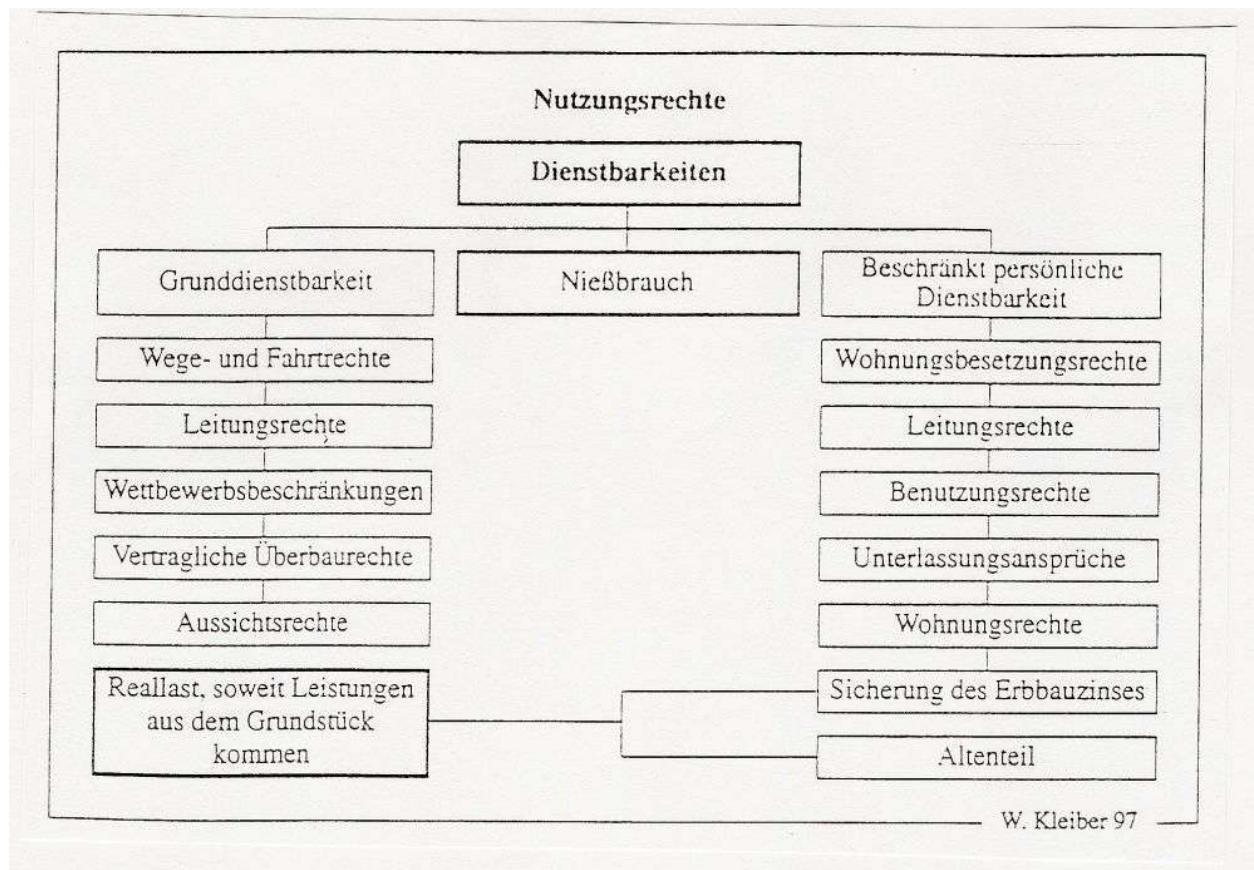 Nutzungsrechte
Dienstbarkeiten
Grunddienstbarkeit
Nießbrauch
Beschränkt persönliche
Dienstbarkeit
Wege- und Fahrtrechte
Wohnungsbesetzungsrechte
Leitungsrechte
Leitungsrechte
Wettbewerbsbeschränkungen
Benutzungsrechte
Vertragliche Überbaurechte
Unterlassungsansprüche
Aussichtsrechte
Wohnungsrechte
Reallast, soweit Leistungen
aus dem Grundstück
kommen
Sicherung des Erbbauzinses
Altenteil
W. Kleiber 97